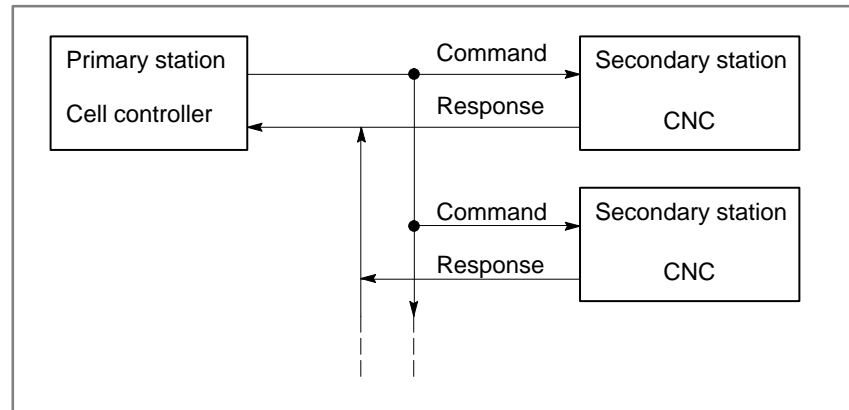 Primary station
Cell controller
Command
Response
Secondary station
CNC
Command
Response
Secondary station
CNC